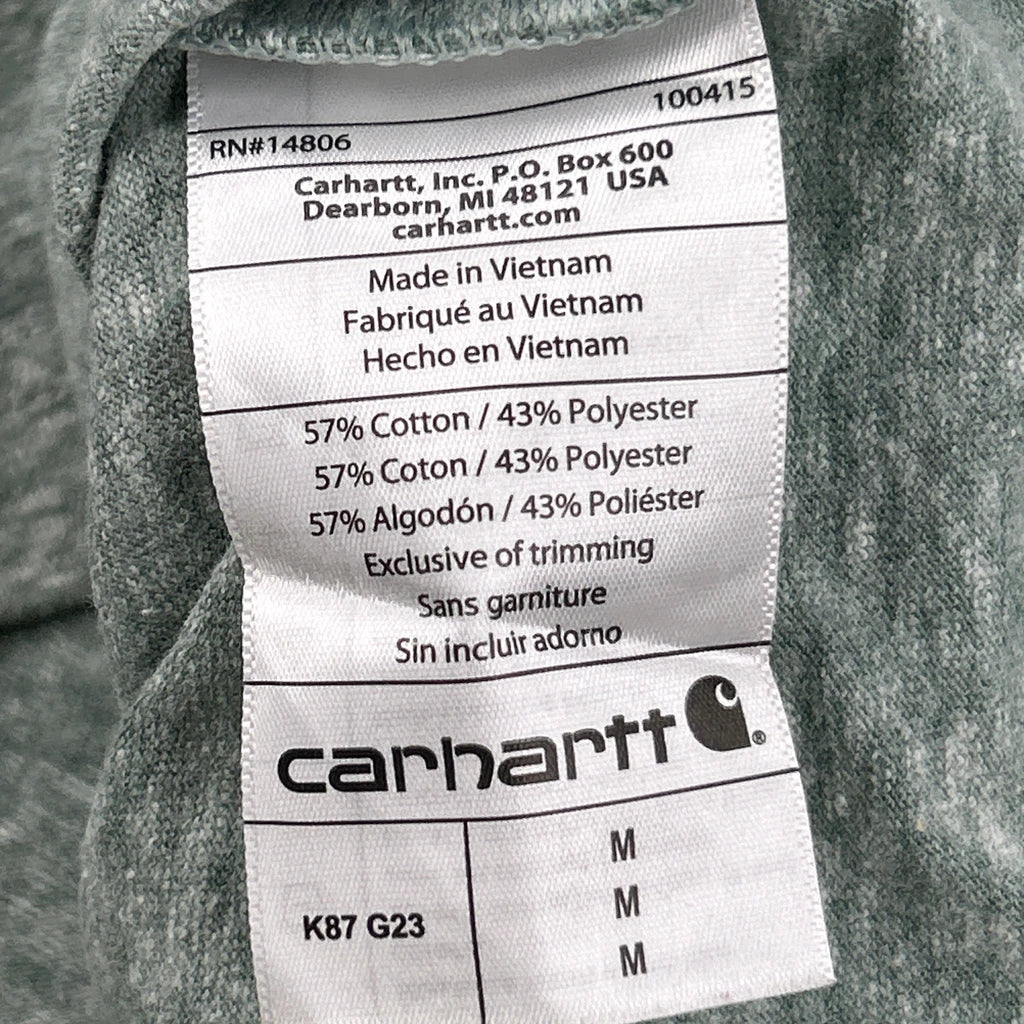 100415
RN#14806
Carhartt, Inc. P.O. Box 600
Dearborn, MI 48121 USA
carhartt.com
Made in Vietnam
Fabriqué au Vietnam
Hecho en Vietnam
57% Cotton / 43% Polyester
57% Coton / 43% Polyester
57% Algodón / 43% Poliéster
Exclusive of trimming
Sans garniture
Sin incluir adorno
carhartt ®
M
K87 G23
M
M